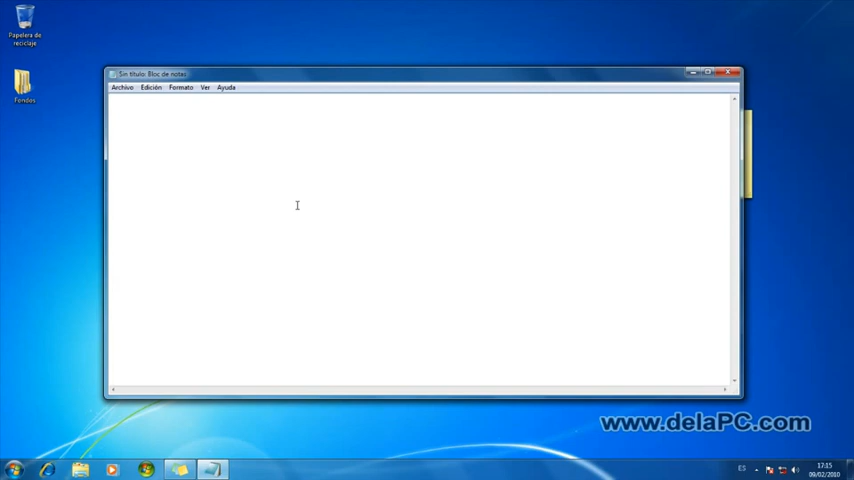 Papelera de
reciclaje
Fondos
Sin título: Bloc de notas
Archivo Edición Formato Ver Ayuda
www.delaPC.com
ES
17:15
09/02/2010